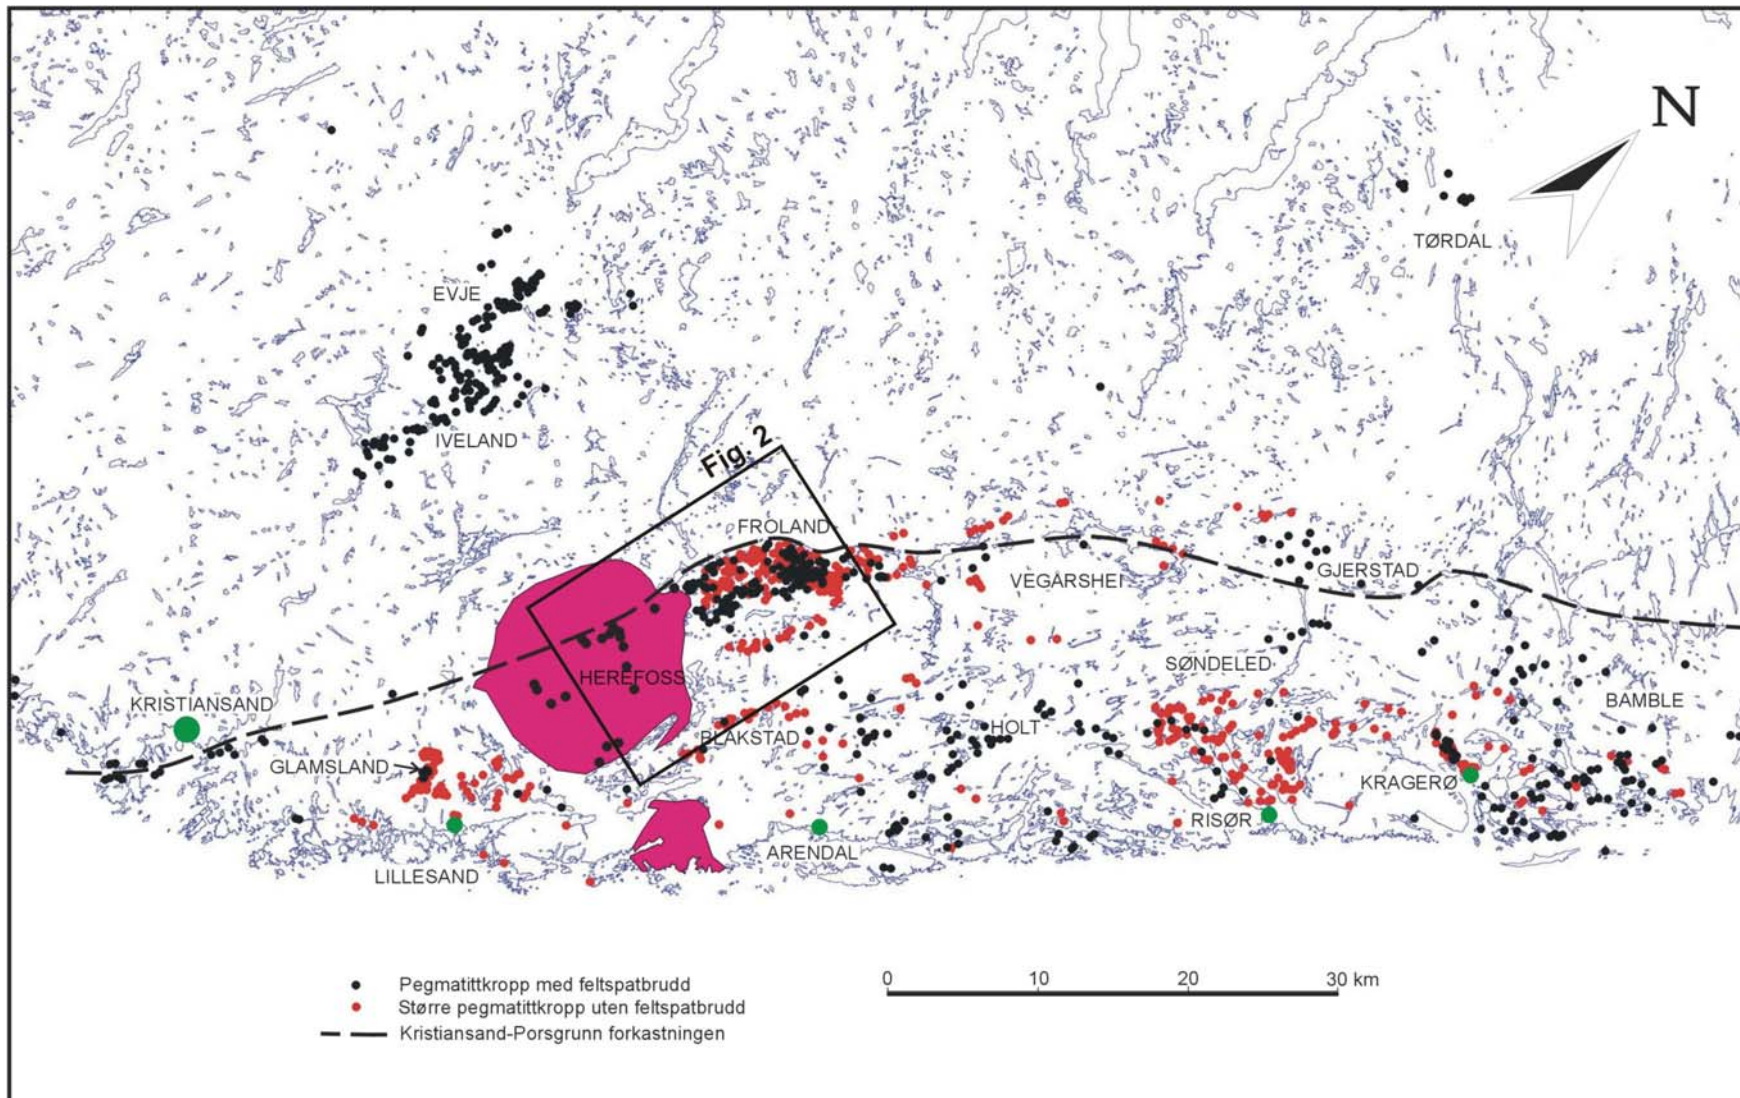 N
TØRDAL
EVJE
IVELAND
Fig. 2
FROLAND
VEGARSHEI
GJERSTAD
SØNDELED
HEREFOSS
BAMBLE
KRISTIANSAND
HOLT
BLAKSTAD
GLAMSLAND
KRAGERØ
RISØR
ARENDAL
LILLESAND
0 10 20 30 km
Pegmatittkropp med feltspatbrudd
Større pegmatittkropp uten feltspatbrudd
Kristiansand-Porsgrunn forkastningen